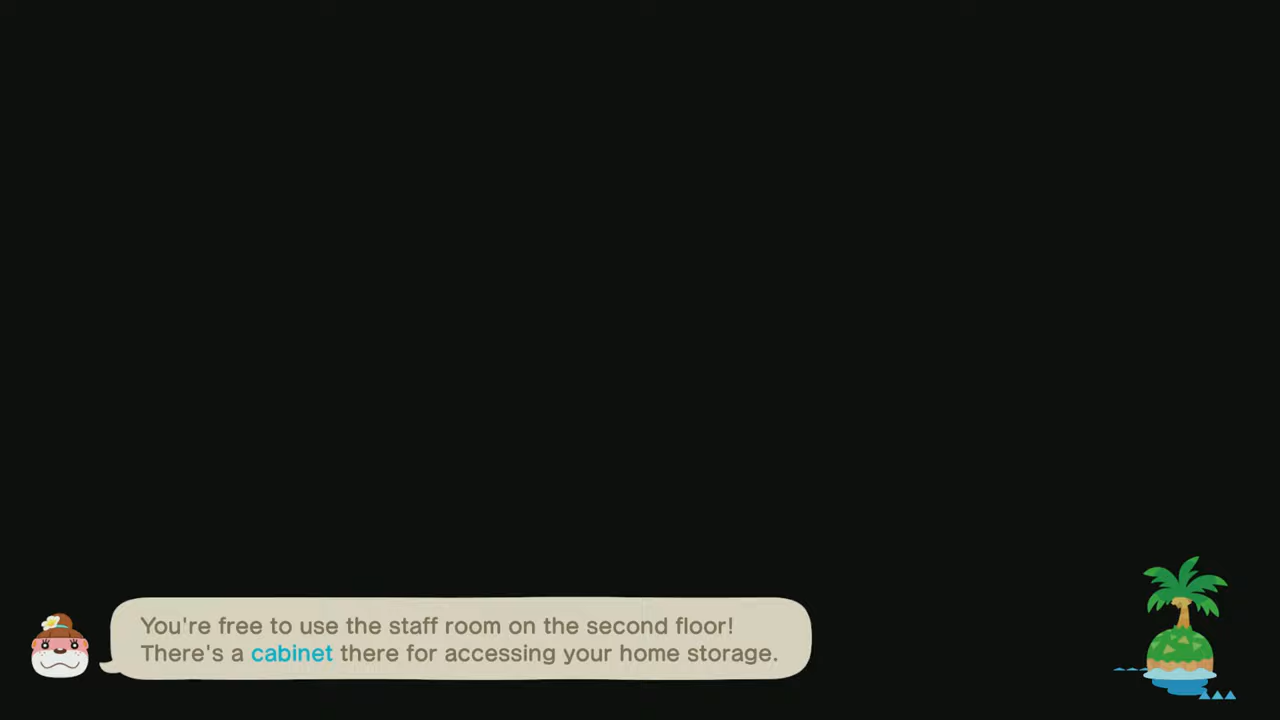 You're free to use the staff room on the second floor!
There's a cabinet there for accessing your home storage.